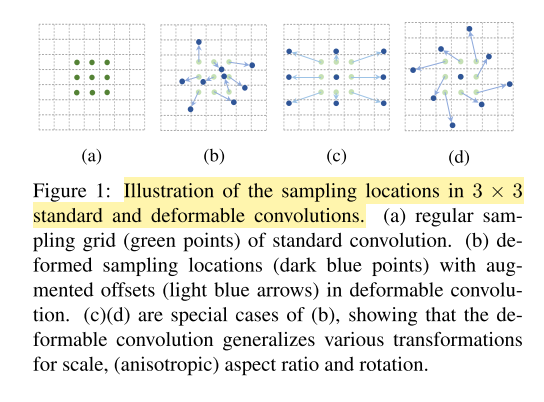 (a)
(b)
(c)
(d)
Figure 1: Illustration of the sampling locations in 3 × 3
standard and deformable convolutions. (a) regular sam-
pling grid (green points) of standard convolution. (b) de-
formed sampling locations (dark blue points) with aug-
mented offsets (light blue arrows) in deformable convolu-
tion. (c)(d) are special cases of (b), showing that the de-
formable convolution generalizes various transformations
for scale, (anisotropic) aspect ratio and rotation.